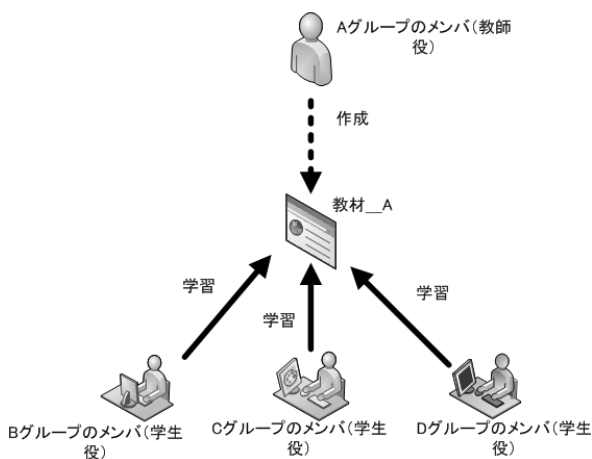 Aグループのメンバ(教師
役)
作成
教材__A
学習
学習
学習
Bグループのメンバ(学生
役)
Cグループのメンバ(学生
役)
Dグループのメンバ(学生
役)